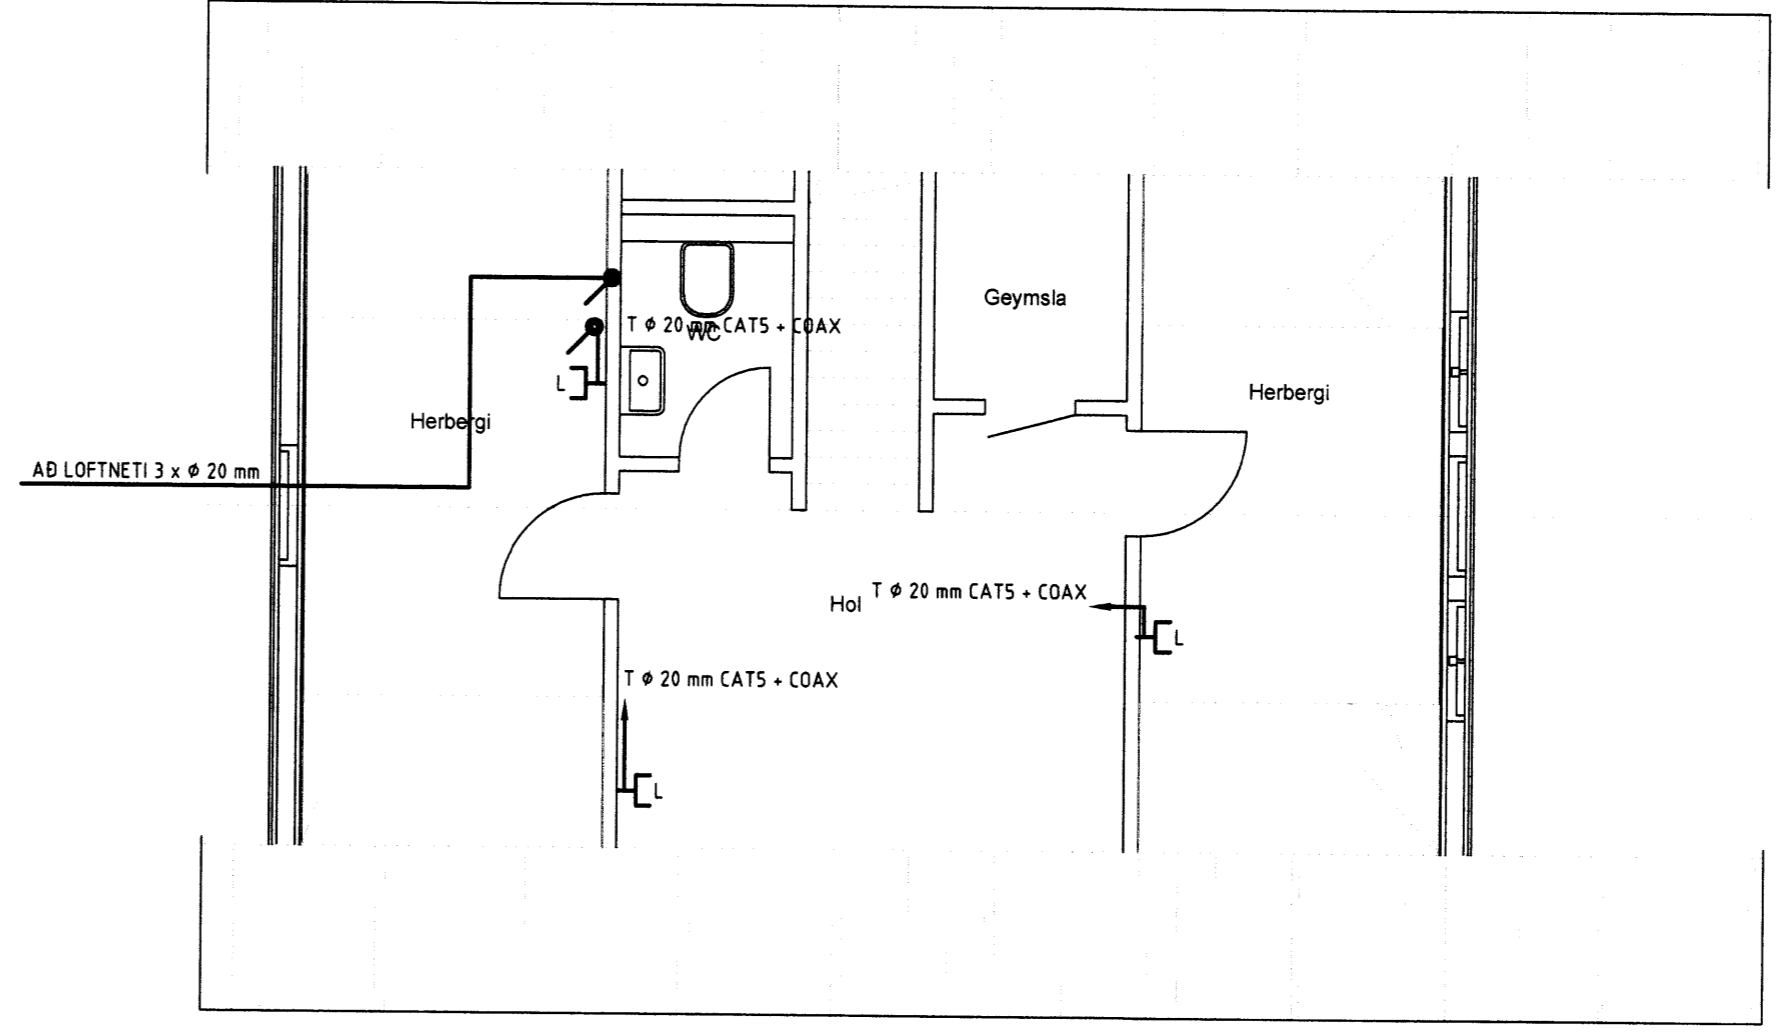 Geymsla
T ⌀ 20 mm CAT5 + COAX
WC
L
Herbergi
Herbergi
AÐ LOFTNETI 3 x ⌀ 20 mm
T ⌀ 20 mm CAT5 + COAX
Hol
L
T ⌀ 20 mm CAT5 + COAX
L